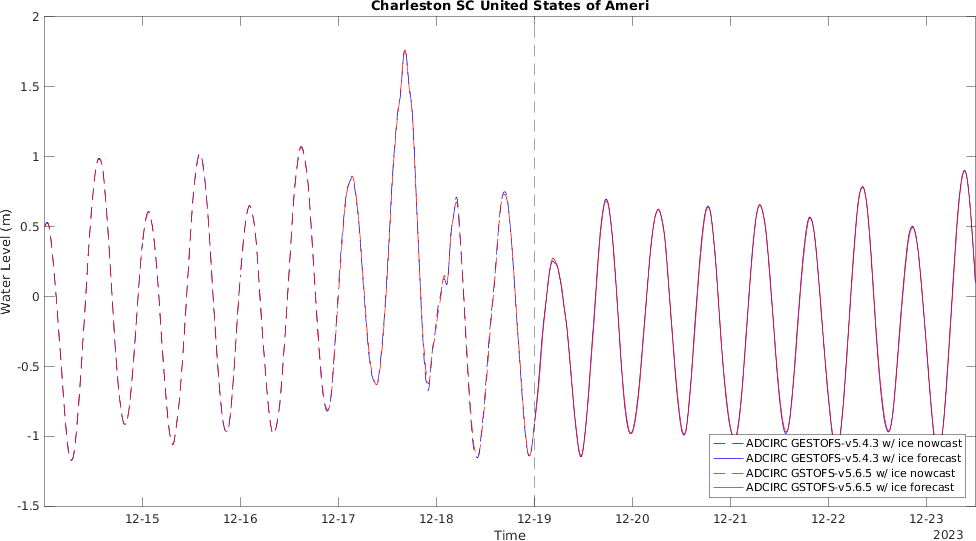 Charleston SC United States of Ameri
2
1.5
1
0.5
0
-0.5
-1
-1.5
Water Level (m)
12-15 12-16 12-17 12-18 12-19 12-20 12-21 12-22 12-23
Time
2023
ADCIRC GESTOFS-v5.4.3 w/ ice nowcast
ADCIRC GESTOFS-v5.4.3 w/ ice forecast
ADCIRC GSTOFS-v5.6.5 w/ ice nowcast
ADCIRC GSTOFS-v5.6.5 w/ ice forecast